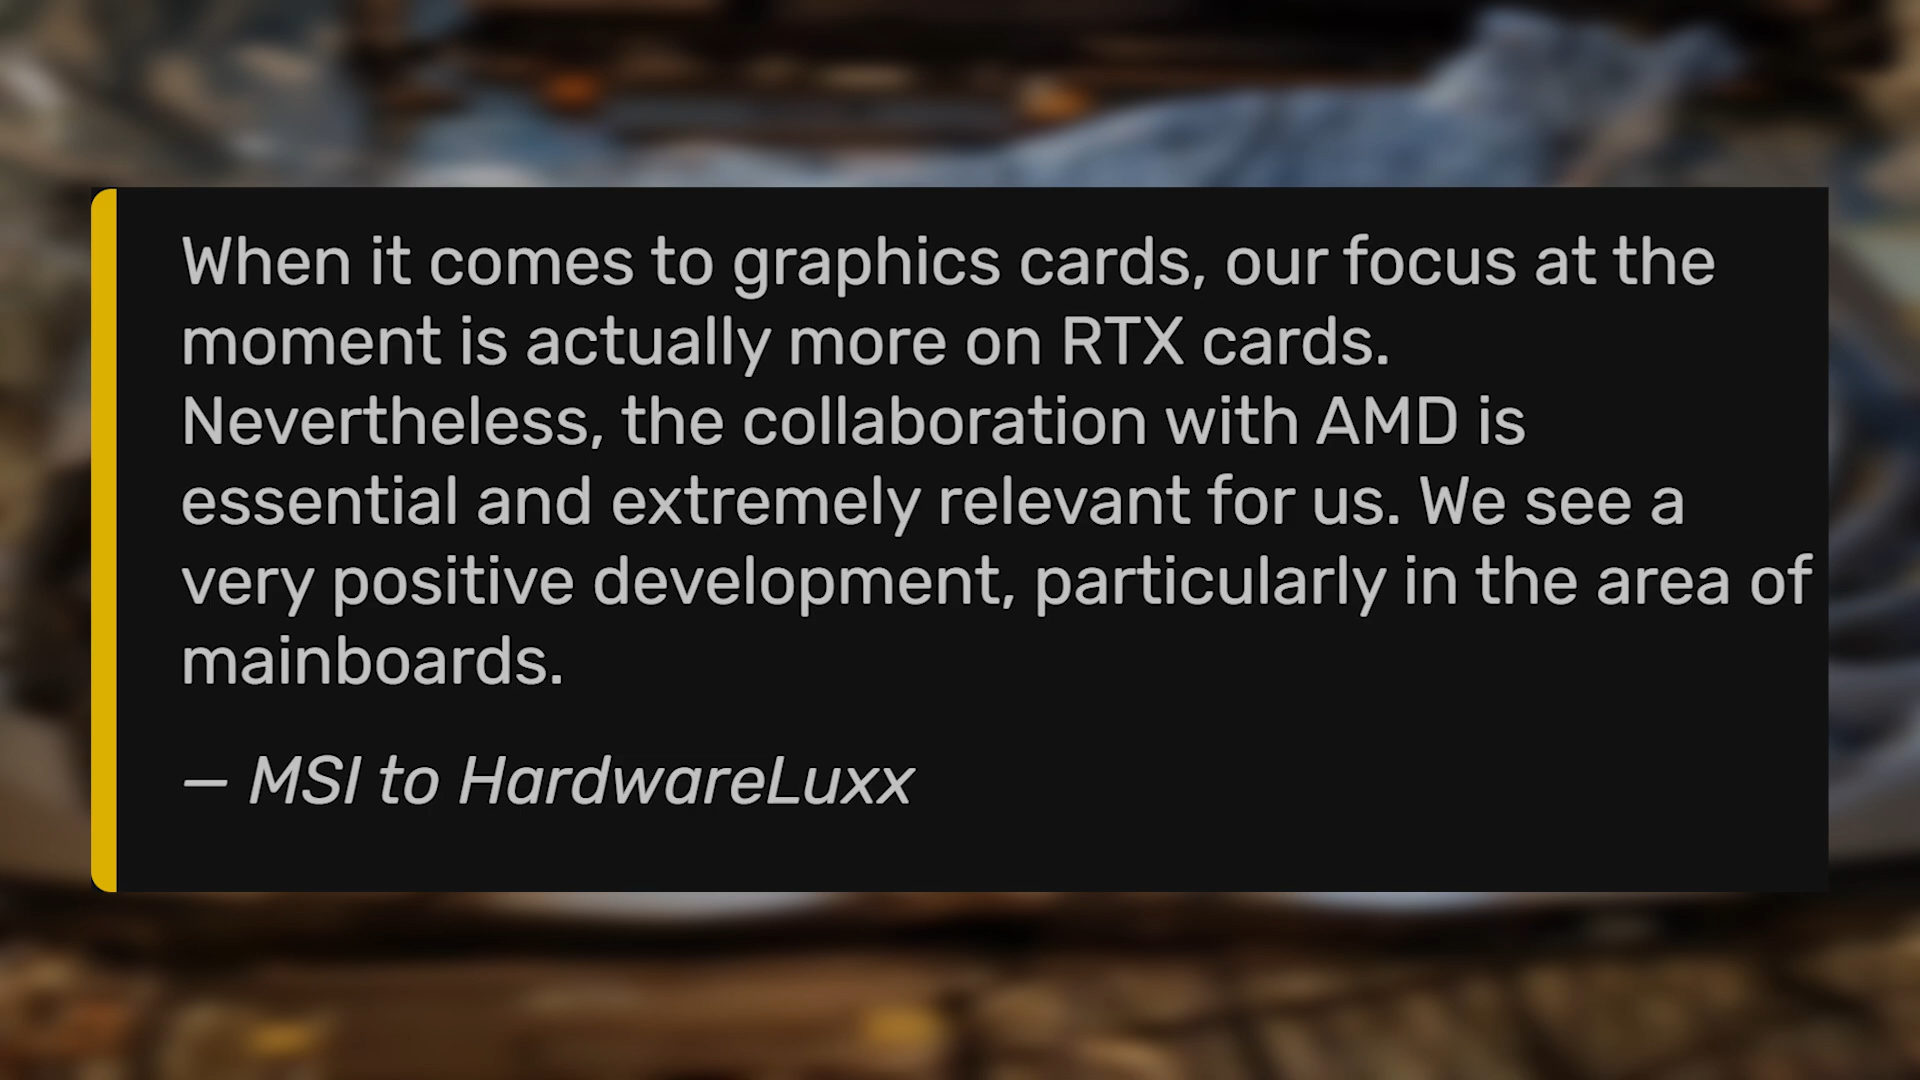 When it comes to graphics cards, our focus at the
moment is actually more on RTX cards.
Nevertheless, the collaboration with AMD is
essential and extremely relevant for us. We see a
very positive development, particularly in the area of
mainboards.
— MSI to HardwareLuxx